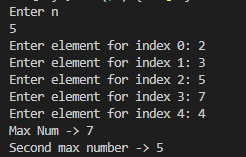 Enter n
5
Enter element for index 0: 2
Enter element for index 1: 3
Enter element for index 2: 5
Enter element for index 3: 7
Enter element for index 4: 4
Max Num -> 7
Second max number -> 5